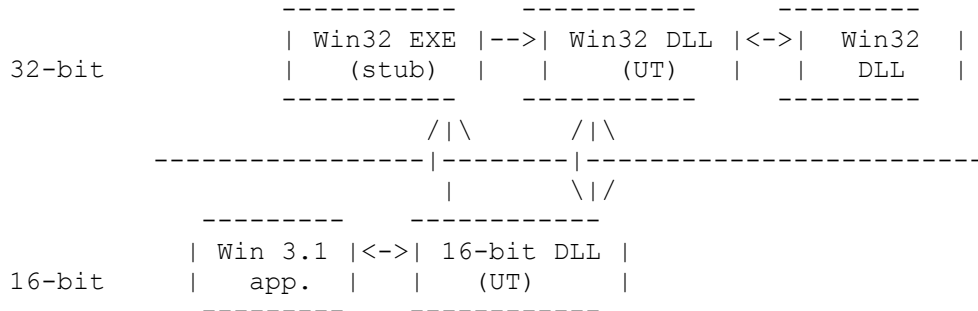 ----------- ----------- ---------
| Win32 EXE |-->| Win32 DLL |<->| Win32 |
32-bit | (stub) | | (UT) | | DLL |
----------- ----------- ---------
/|\ /|\
-----------------|--------|-------------------------
| \|/
--------- ------------
| Win 3.1 |<->| 16-bit DLL |
16-bit | app. | | (UT) |
--------- ------------